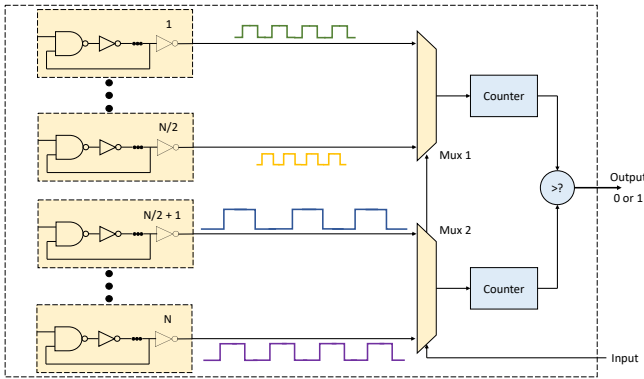 1
N/2
Counter
Mux 1
>?
Output
0 or 1
N/2 + 1
Mux 2
Counter
N
Input